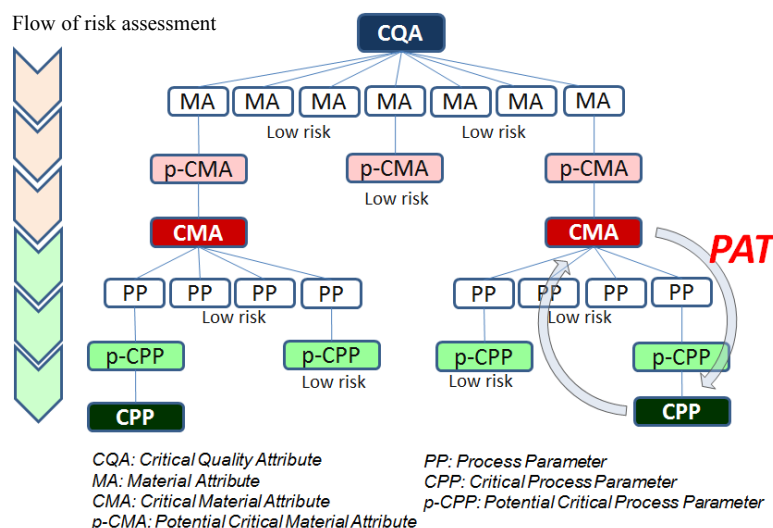 Flow of risk assessment
CQA
MA MA MA MA MA MA MA
Low risk Low risk
p-CMA p-CMA p-CMA
Low risk
CMA CMA
PAT
PP PP PP PP PP PP PP PP
Low risk Low risk
p-CPP p-CPP p-CPP p-CPP
Low risk Low risk
CPP CPP
CQA: Critical Quality Attribute
MA: Material Attribute
CMA: Critical Material Attribute
p-CMA: Potential Critical Material Attribute
PP: Process Parameter
CPP: Critical Process Parameter
p-CPP: Potential Critical Process Parameter